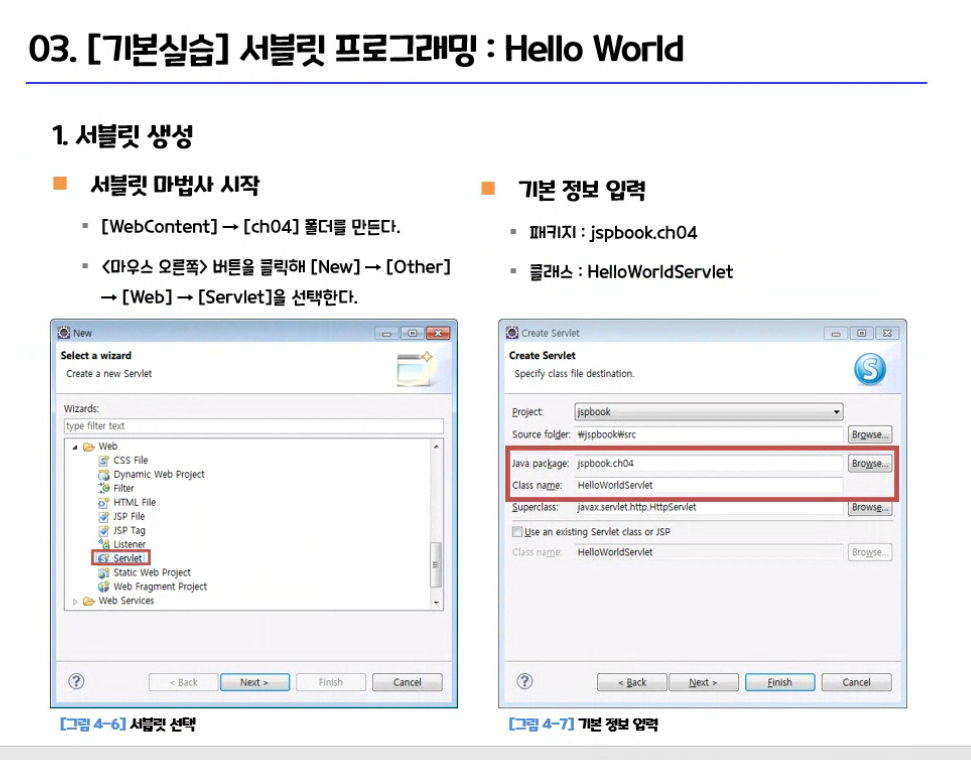 03. [기본실습] 서블릿 프로그래밍 : Hello World
1. 서블릿 생성
서블릿 마법사 시작
[WebContent] → [ch04] 폴더를 만든다.
<마우스 오른쪽> 버튼을 클릭해 [New] → [Other]
→ [Web] → [Servlet]을 선택한다.
New
Select a wizard
Create a new Servlet
Wizards:
type filter text
Web
CSS File
Dynamic Web Project
Filter
HTML File
JSP File
JSP Tag
Listener
Servlet
Static Web Project
Web Fragment Project
Web Services
? < Back Next > Finish Cancel
[그림 4-6] 서블릿 선택
기본 정보 입력
패키지 : jspbook.ch04
클래스 : HelloWorldServlet
Create Servlet
Create Servlet
Specify class file destination.
S
Project: jspbook
Source folder: ₩jspbook₩src Browse...
Java package: jspbook.ch04 Browse...
Class name: HelloWorldServlet
Superclass: javax.servlet.http.HttpServlet Browse...
Use an existing Servlet class or JSP
Class name: HelloWorldServlet Browse...
? < Back Next > Finish Cancel
[그림 4-7] 기본 정보 입력